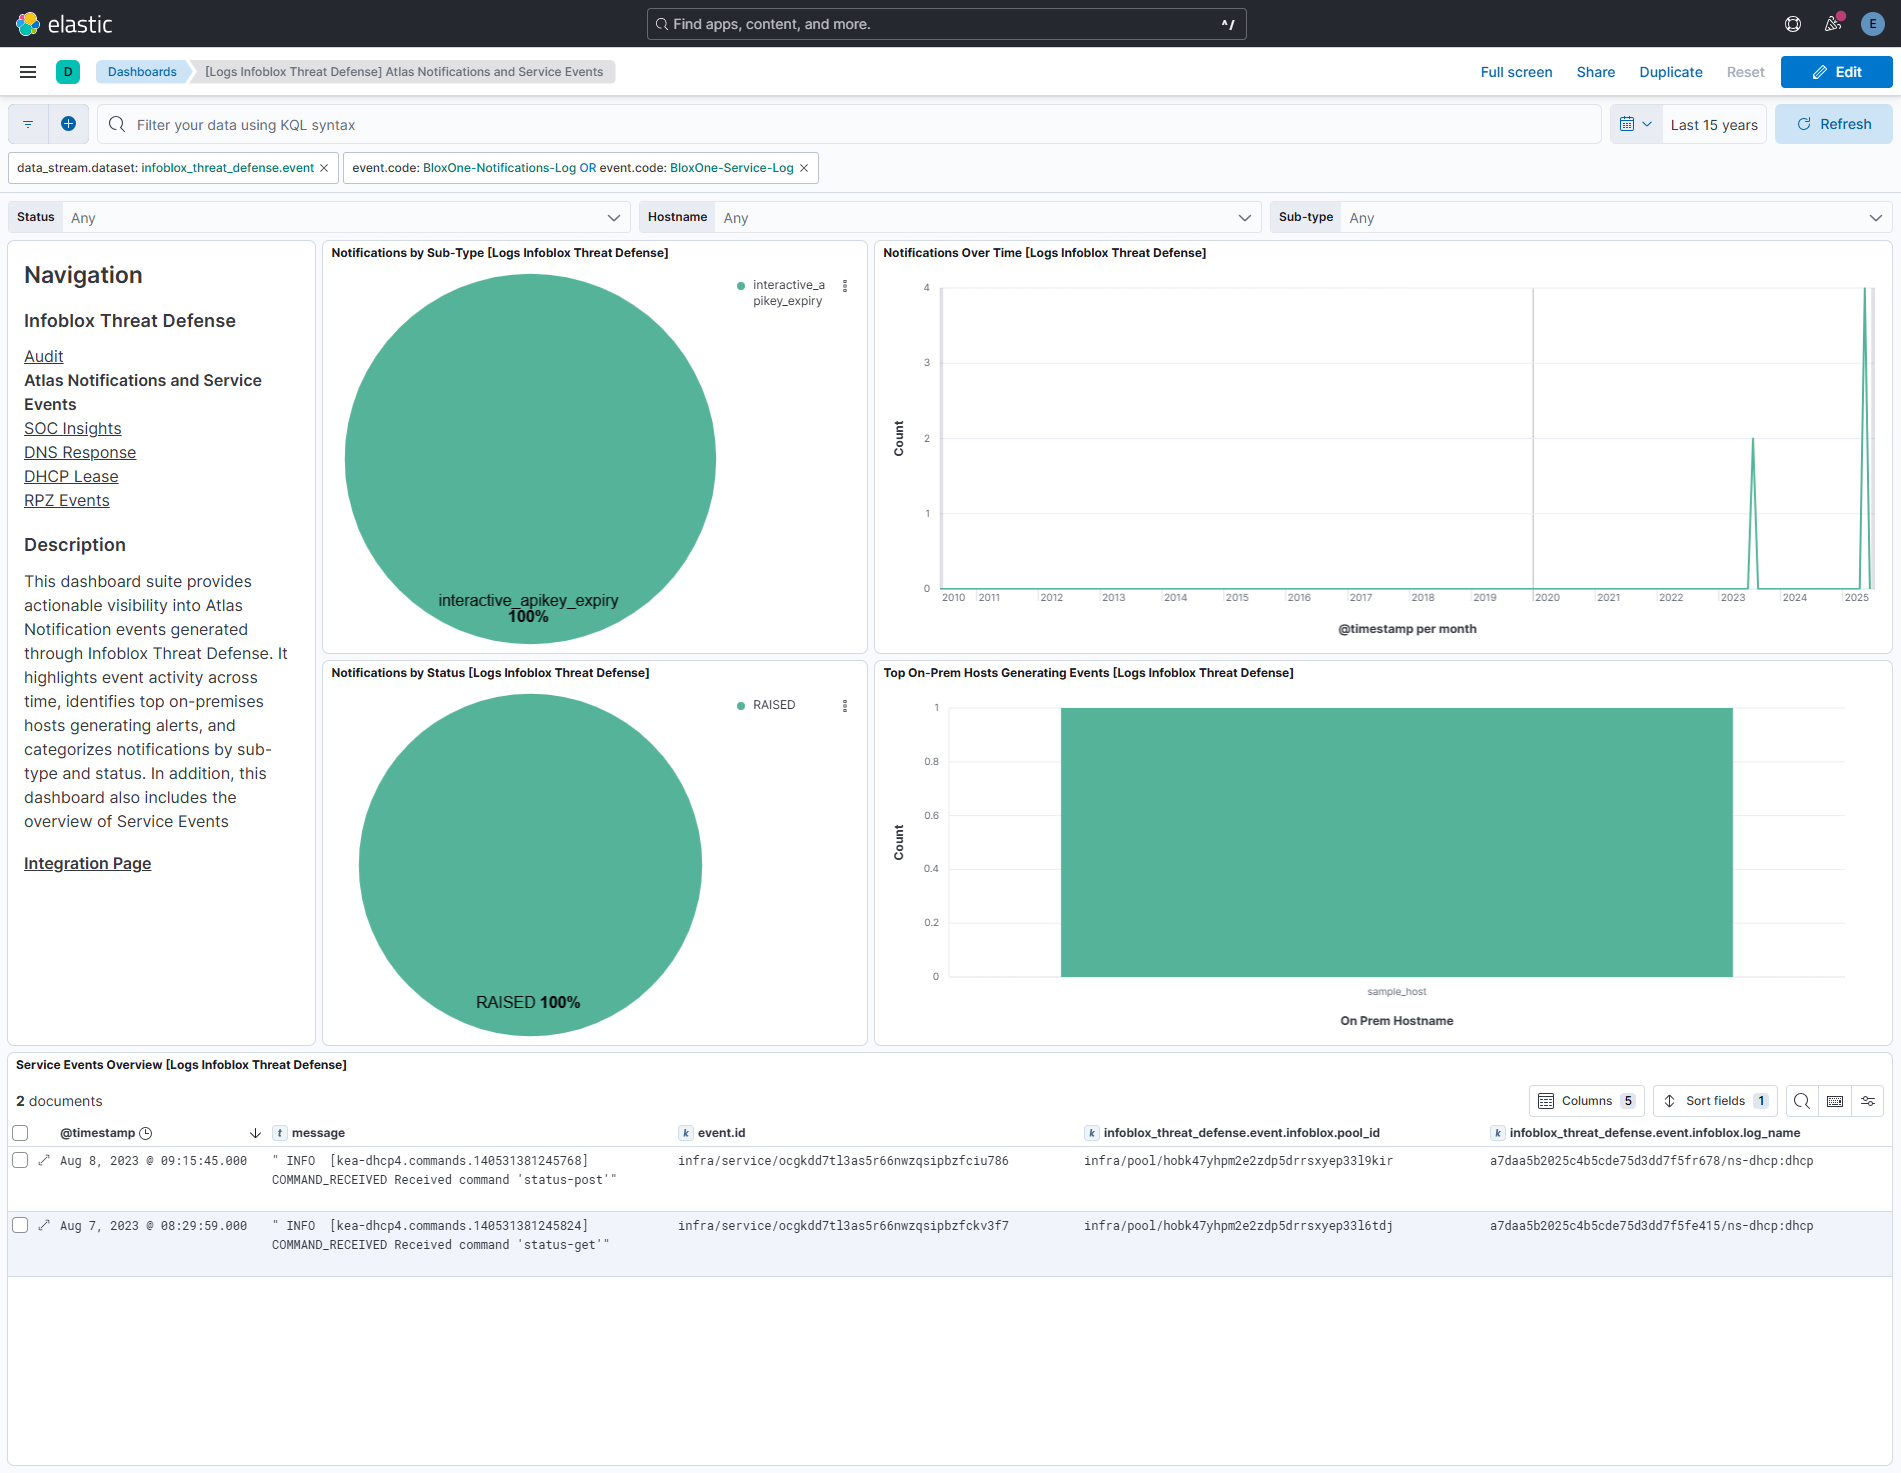 elastic
Find apps, content, and more.
^/
E
D
Dashboards
[Logs Infoblox Threat Defense] Atlas Notifications and Service Events
Full screen
Share
Duplicate
Reset
Edit
Filter your data using KQL syntax
Last 15 years
Refresh
data_stream.dataset: infoblox_threat_defense.event
event.code: BloxOne-Notifications-Log OR event.code: BloxOne-Service-Log
Status Any
Hostname Any
Sub-type Any
Navigation
Infoblox Threat Defense
Audit
Atlas Notifications and Service
Events
SOC Insights
DNS Response
DHCP Lease
RPZ Events
Description
This dashboard suite provides
actionable visibility into Atlas
Notification events generated
through Infoblox Threat Defense. It
highlights event activity across
time, identifies top on-premises
hosts generating alerts, and
categorizes notifications by sub-
type and status. In addition, this
dashboard also includes the
overview of Service Events
Integration Page
Notifications by Sub-Type [Logs Infoblox Threat Defense]
interactive_a
pikey_expiry
interactive_apikey_expiry
100%
Notifications Over Time [Logs Infoblox Threat Defense]
4
3
2
1
0
Count
2010 2011 2012 2013 2014 2015 2016 2017 2018 2019 2020 2021 2022 2023 2024 2025
@timestamp per month
Notifications by Status [Logs Infoblox Threat Defense]
RAISED
RAISED 100%
Top On-Prem Hosts Generating Events [Logs Infoblox Threat Defense]
1
0.8
0.6
0.4
0.2
0
Count
sample_host
On Prem Hostname
Service Events Overview [Logs Infoblox Threat Defense]
2 documents
Columns 5
Sort fields 1
@timestamp
t message
k event.id
k infoblox_threat_defense.event.infoblox.pool_id
k infoblox_threat_defense.event.infoblox.log_name
Aug 8, 2023 @ 09:15:45.000
" INFO  [kea-dhcp4.commands.140531381245768]
COMMAND_RECEIVED Received command 'status-post'"
infra/service/ocgkdd7tl3as5r66nwzqsipbzfciu786
infra/pool/hobk47yhpm2e2zdp5drrsxyep33l9kir
a7daa5b2025c4b5cde75d3dd7f5fr678/ns-dhcp:dhcp
Aug 7, 2023 @ 08:29:59.000
" INFO  [kea-dhcp4.commands.140531381245824]
COMMAND_RECEIVED Received command 'status-get'"
infra/service/ocgkdd7tl3as5r66nwzqsipbzfckv3f7
infra/pool/hobk47yhpm2e2zdp5drrsxyep33l6tdj
a7daa5b2025c4b5cde75d3dd7f5fe415/ns-dhcp:dhcp